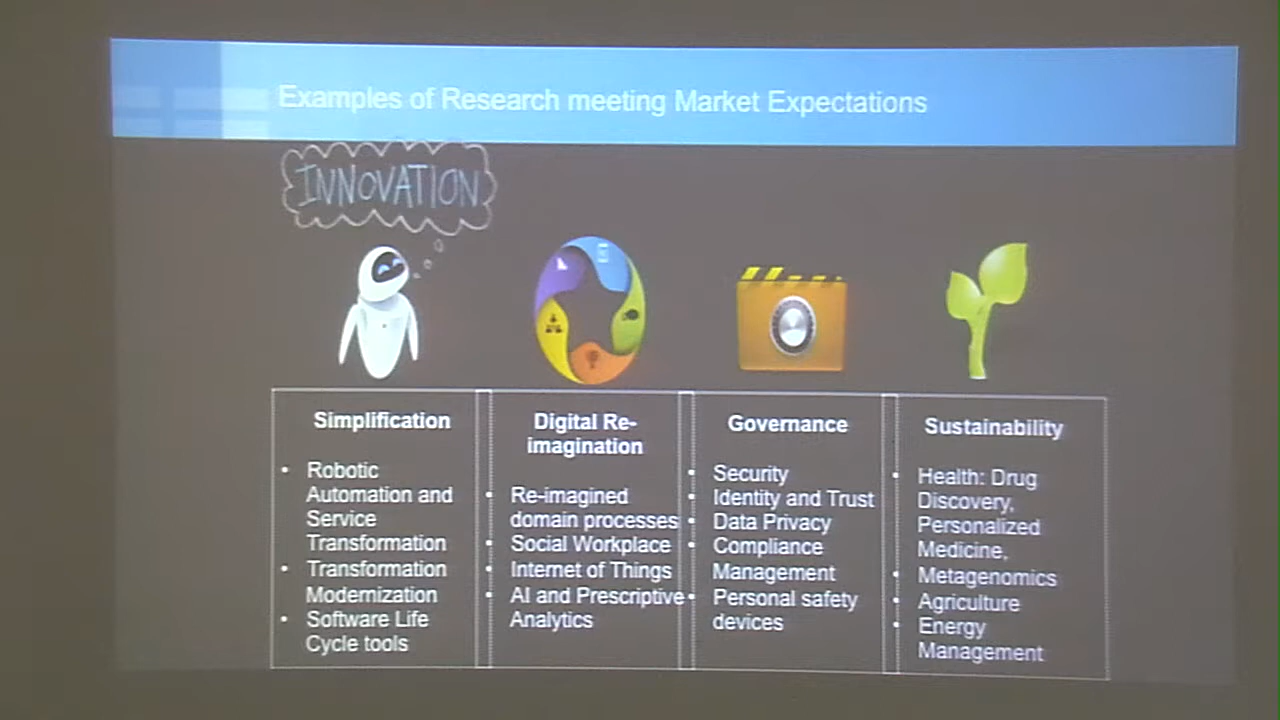 Examples of Research meeting Market Expectations
INNOVATION
Simplification
• Robotic
Automation and
Service
Transformation
• Transformation
Modernization
• Software Life
Cycle tools
Digital Re-
imagination
• Re-imagined
domain processes
• Social Workplace
• Internet of Things
• AI and Prescriptive
Analytics
Governance
• Security
• Identity and Trust
• Data Privacy
• Compliance
Management
• Personal safety
devices
Sustainability
• Health: Drug
Discovery,
Personalized
Medicine,
• Metagenomics
• Agriculture
• Energy
Management